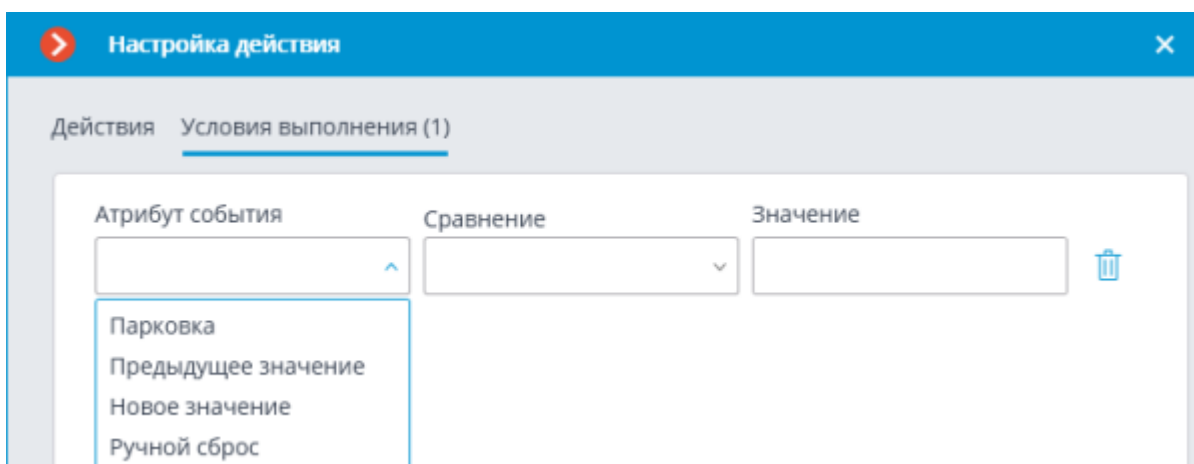 Настройка действия
Действия Условия выполнения (1)
Атрибут события Сравнение Значение
Парковка
Предыдущее значение
Новое значение
Ручной сброс